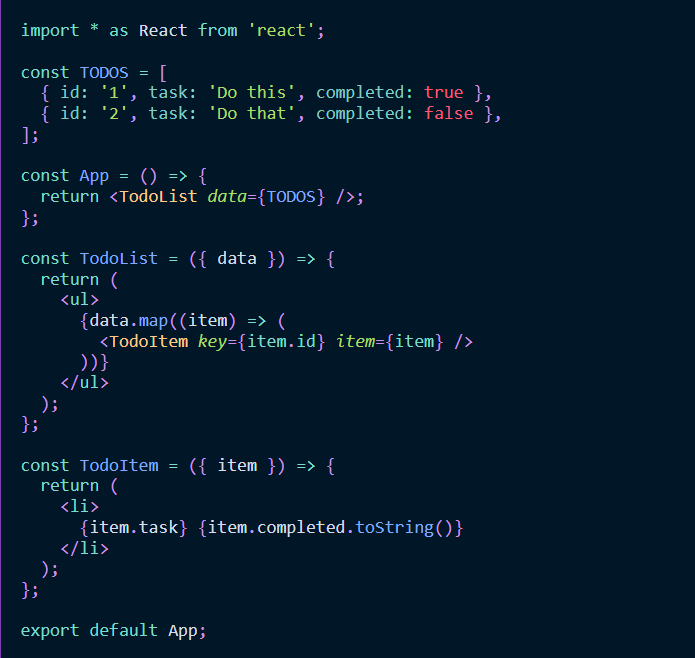 import * as React from 'react';
const TODOS = [
  { id: '1', task: 'Do this', completed: true },
  { id: '2', task: 'Do that', completed: false },
];
const App = () => {
  return <TodoList data={TODOS} />;
};
const TodoList = ({ data }) => {
  return (
    <ul>
      {data.map((item) => (
        <TodoItem key={item.id} item={item} />
      ))}
    </ul>
  );
};
const TodoItem = ({ item }) => {
  return (
    <li>
      {item.task} {item.completed.toString()}
    </li>
  );
};
export default App;